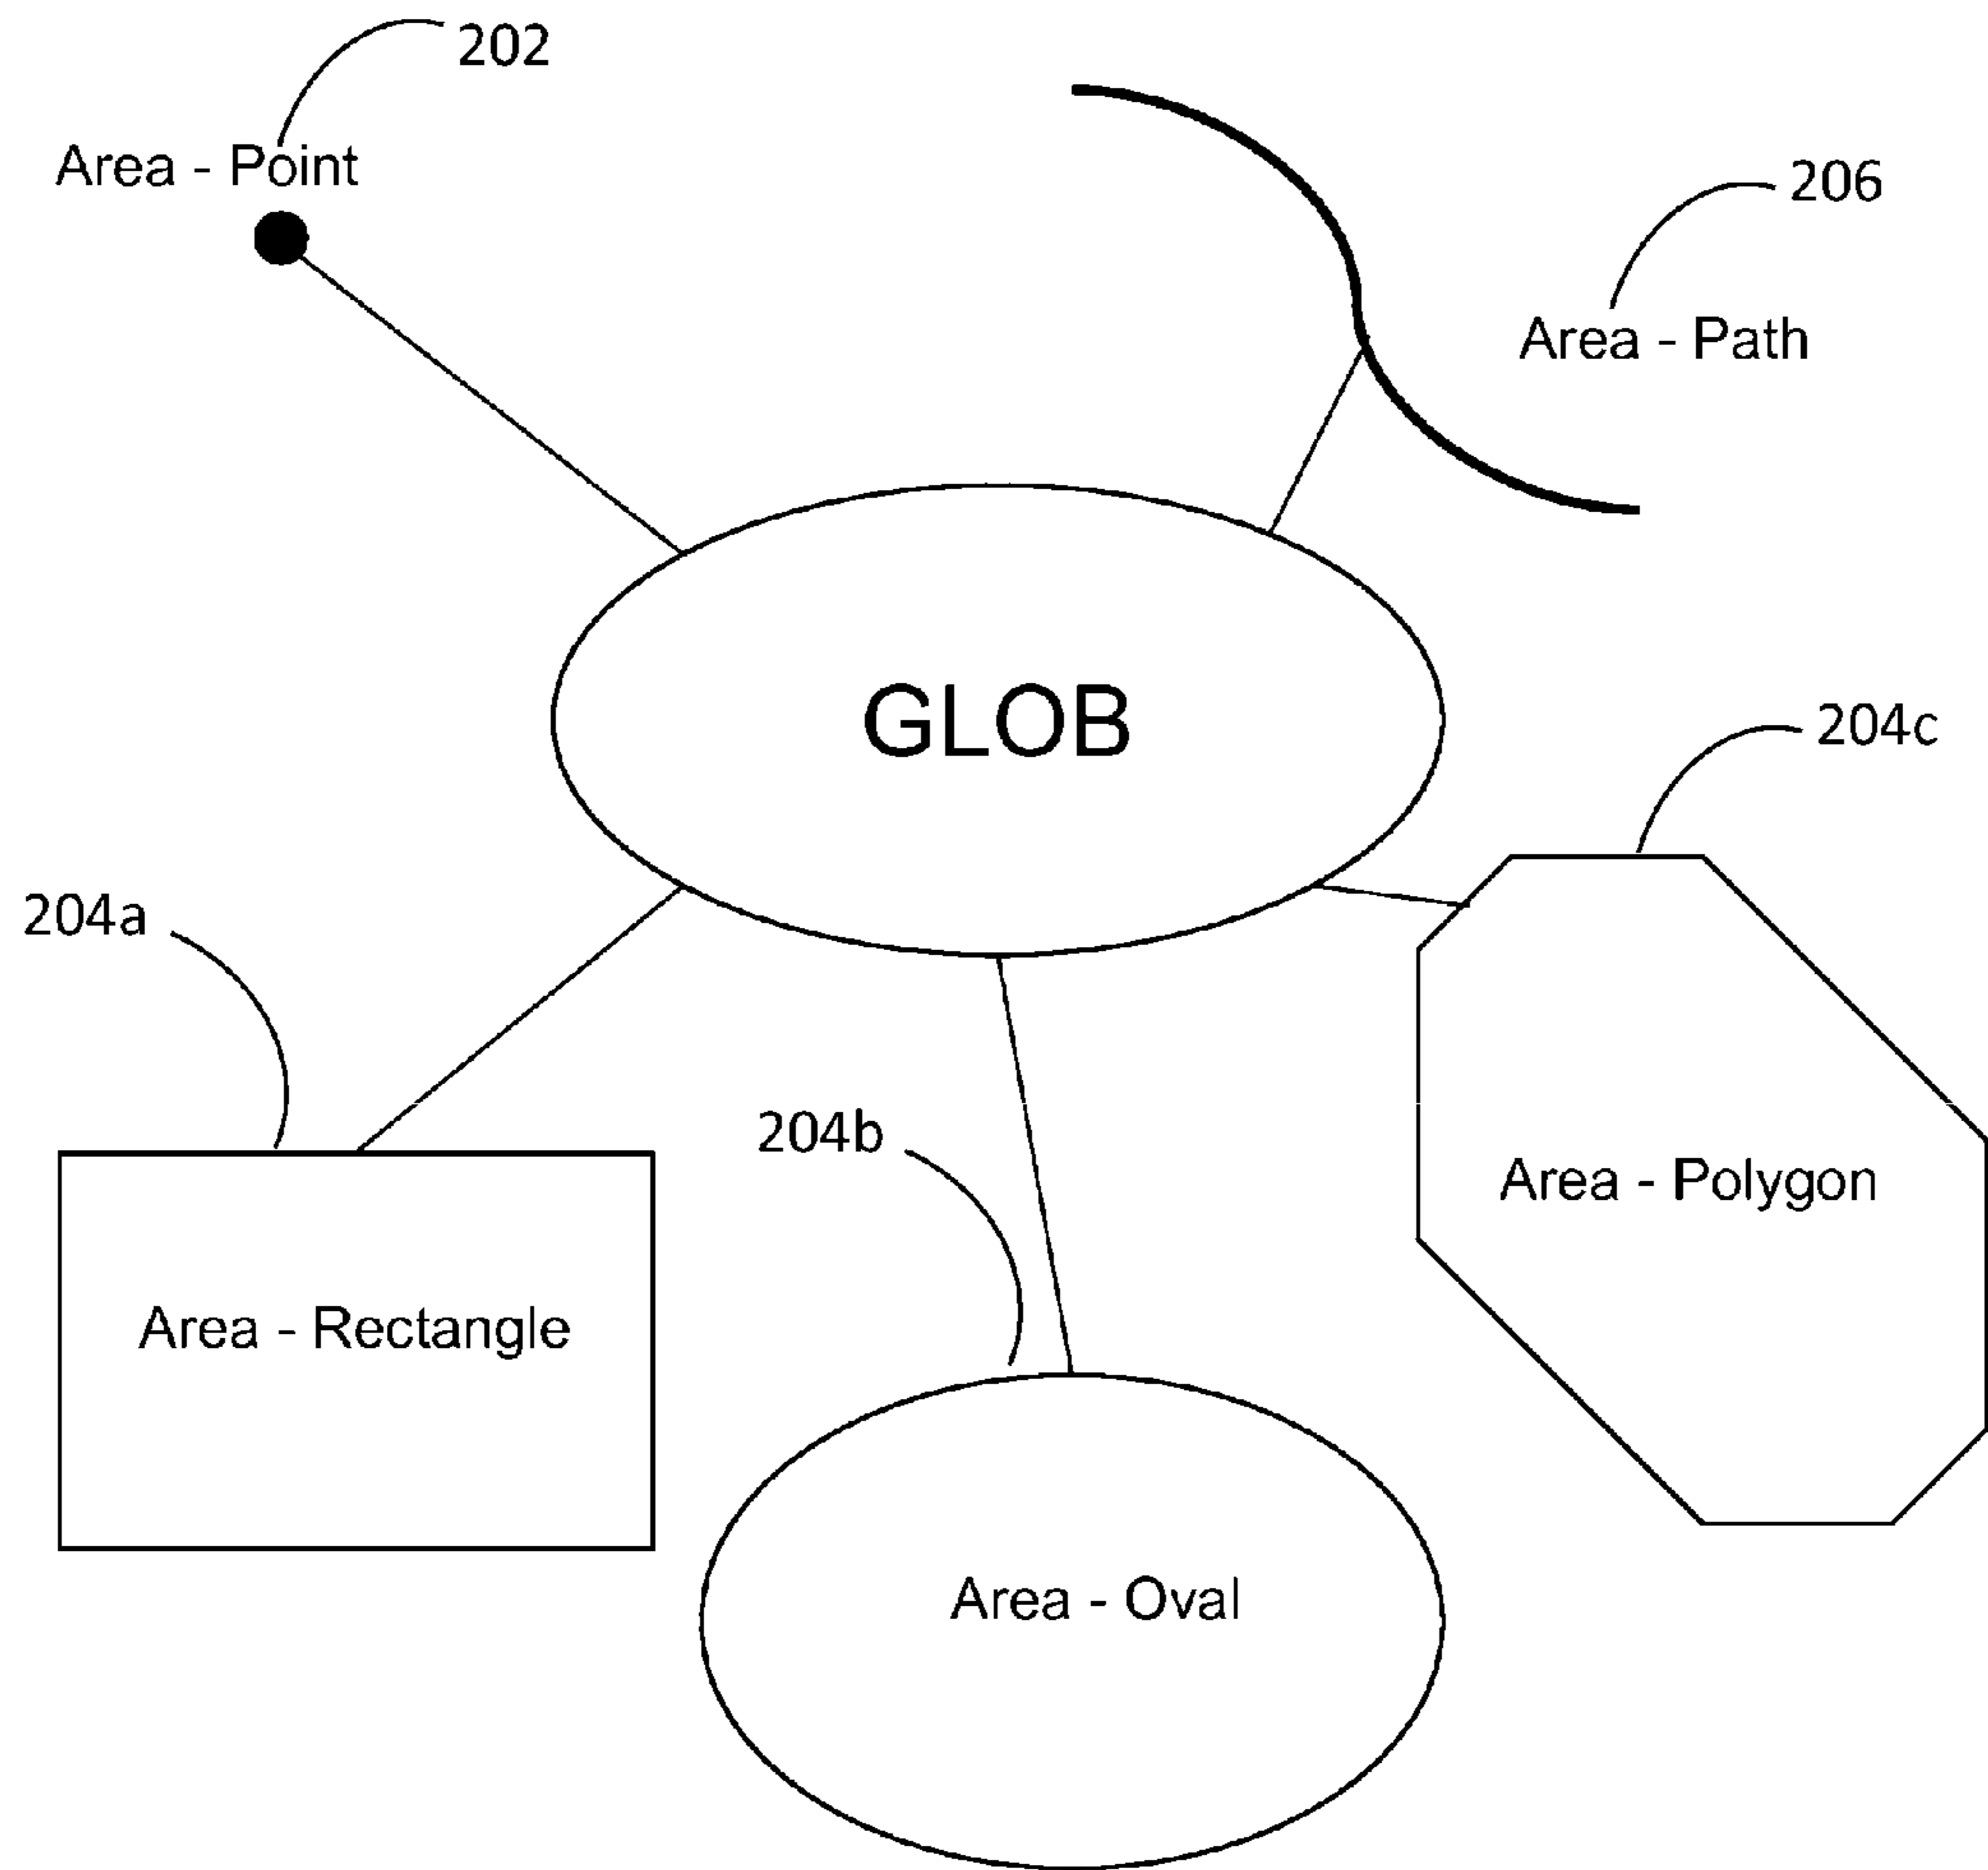 202
Area - Point
206
Area - Path
GLOB
204c
204a
204b
Area - Polygon
Area - Rectangle
Area - Oval